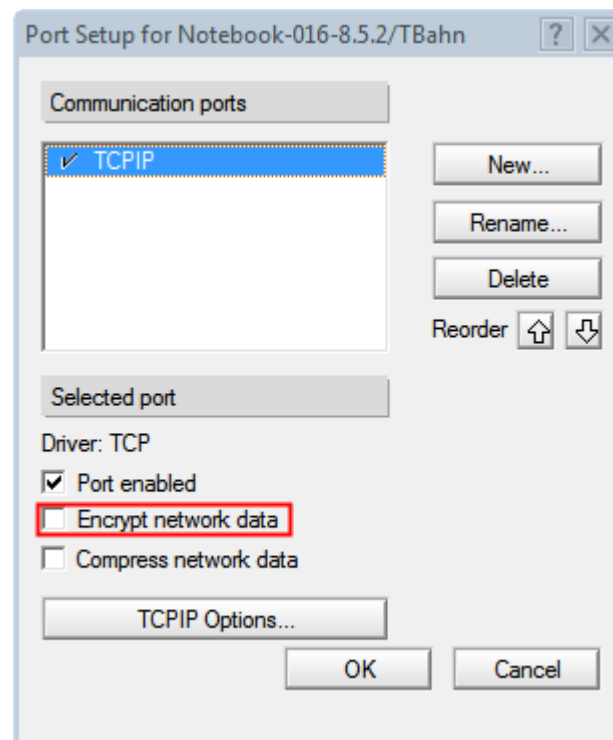 Port Setup for Notebook-016-8.5.2/TBahn ?
Communication ports
TCPIP
New...
Rename...
Delete
Reorder
Selected port
Driver: TCP
Port enabled
Encrypt network data
Compress network data
TCPIP Options...
OK Cancel